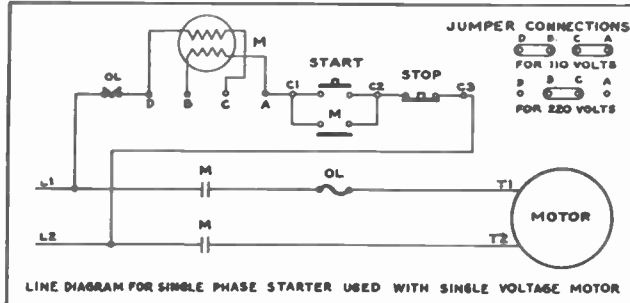 JUMPER CONNECTIONS
D B C A
FOR 110 VOLTS
D B C A
FOR 220 VOLTS
M
START
OL
STOP
D B C A C1 C2 C3
M
L1 M OL T1
MOTOR
L2 M T2
LINE DIAGRAM FOR SINGLE PHASE STARTER USED WITH SINGLE VOLTAGE MOTOR